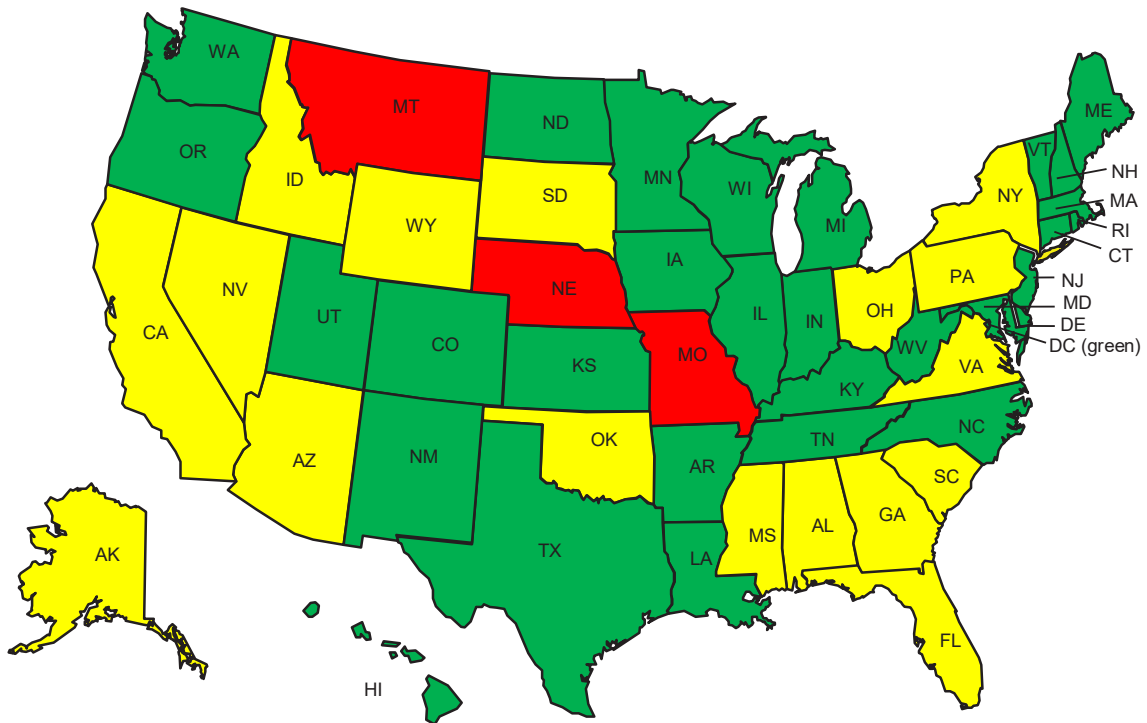 WA
MT
ME
ND
VT
OR
MN
NH
ID
SD
WI
NY
MA
WY
MI
RI
CT
IA
PA
NJ
NE
NV
OH
MD
IL
IN
UT
DE
CA
CO
WV
DC (green)
MO
KS
VA
KY
NC
OK
TN
AZ
NM
AR
SC
GA
MS
AL
TX
AK
LA
FL
HI